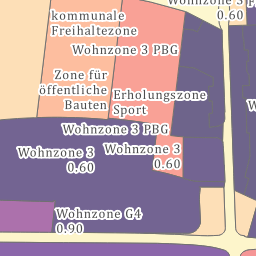 Wohnzone 3
0.60
kommunale
Freihaltezone
Wohnzone 3 PBG
Zone für
öffentliche
Bauten
Erholungszone
Sport
Wohnzone 3 PBG
Wohnzone 3
0.60
Wohnzone 3
0.60
Wohnzone G4
0.90